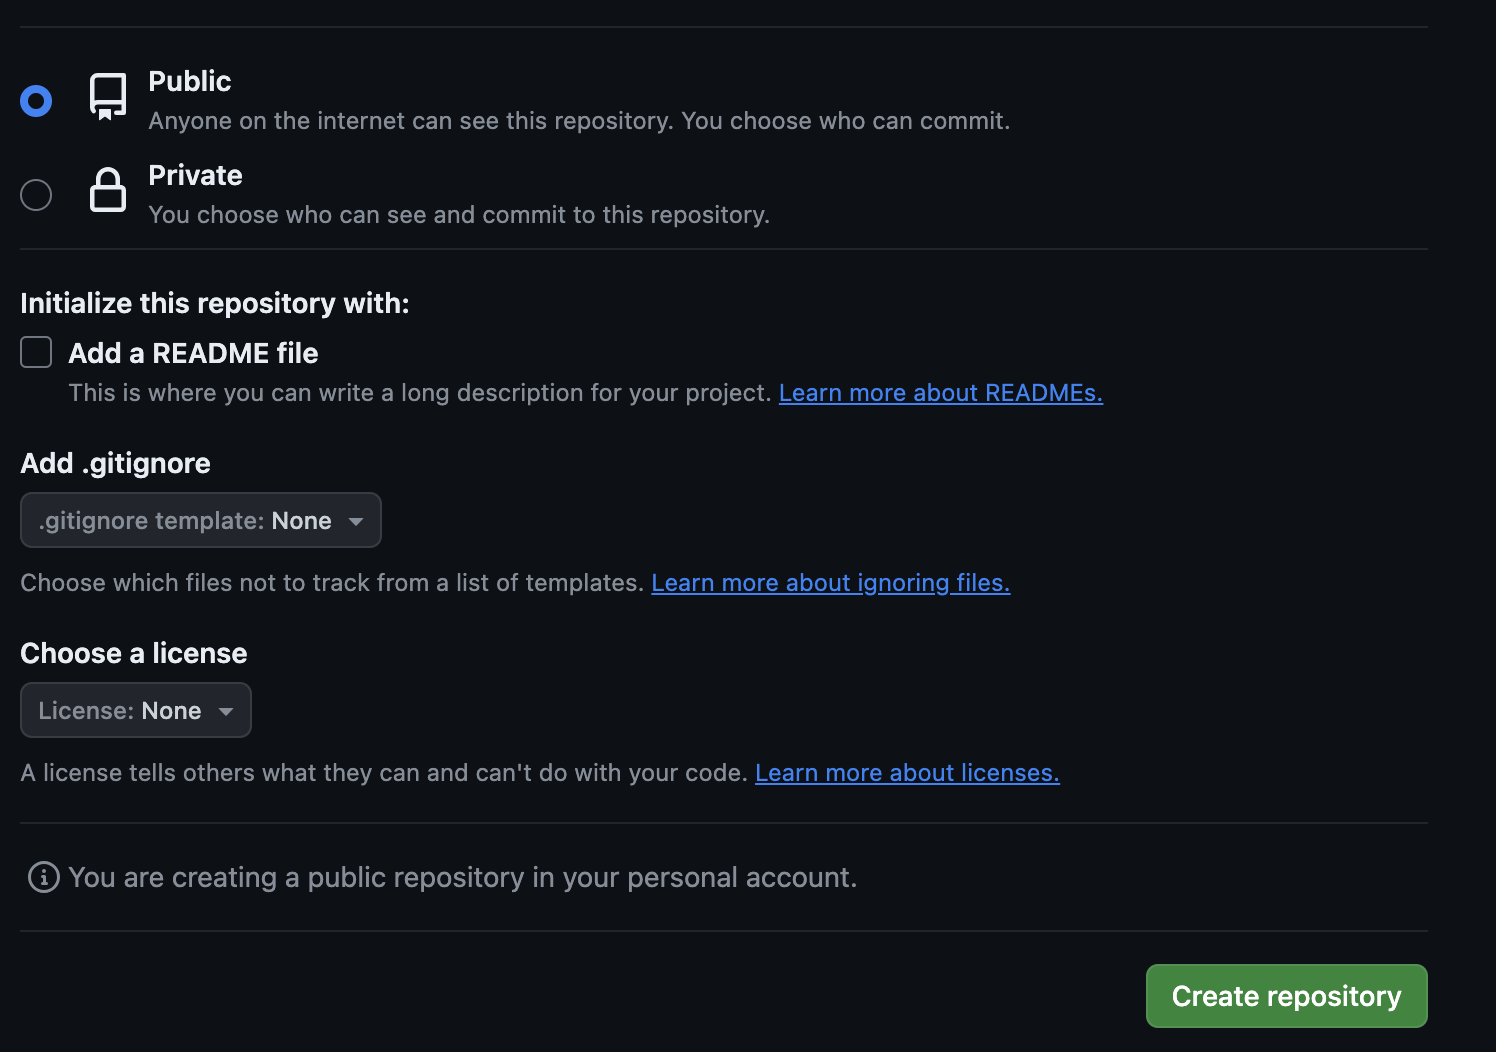 Public
Anyone on the internet can see this repository. You choose who can commit.
Private
You choose who can see and commit to this repository.
Initialize this repository with:
Add a README file
This is where you can write a long description for your project. Learn more about READMEs.
Add .gitignore
.gitignore template: None
Choose which files not to track from a list of templates. Learn more about ignoring files.
Choose a license
License: None
A license tells others what they can and can't do with your code. Learn more about licenses.
You are creating a public repository in your personal account.
Create repository